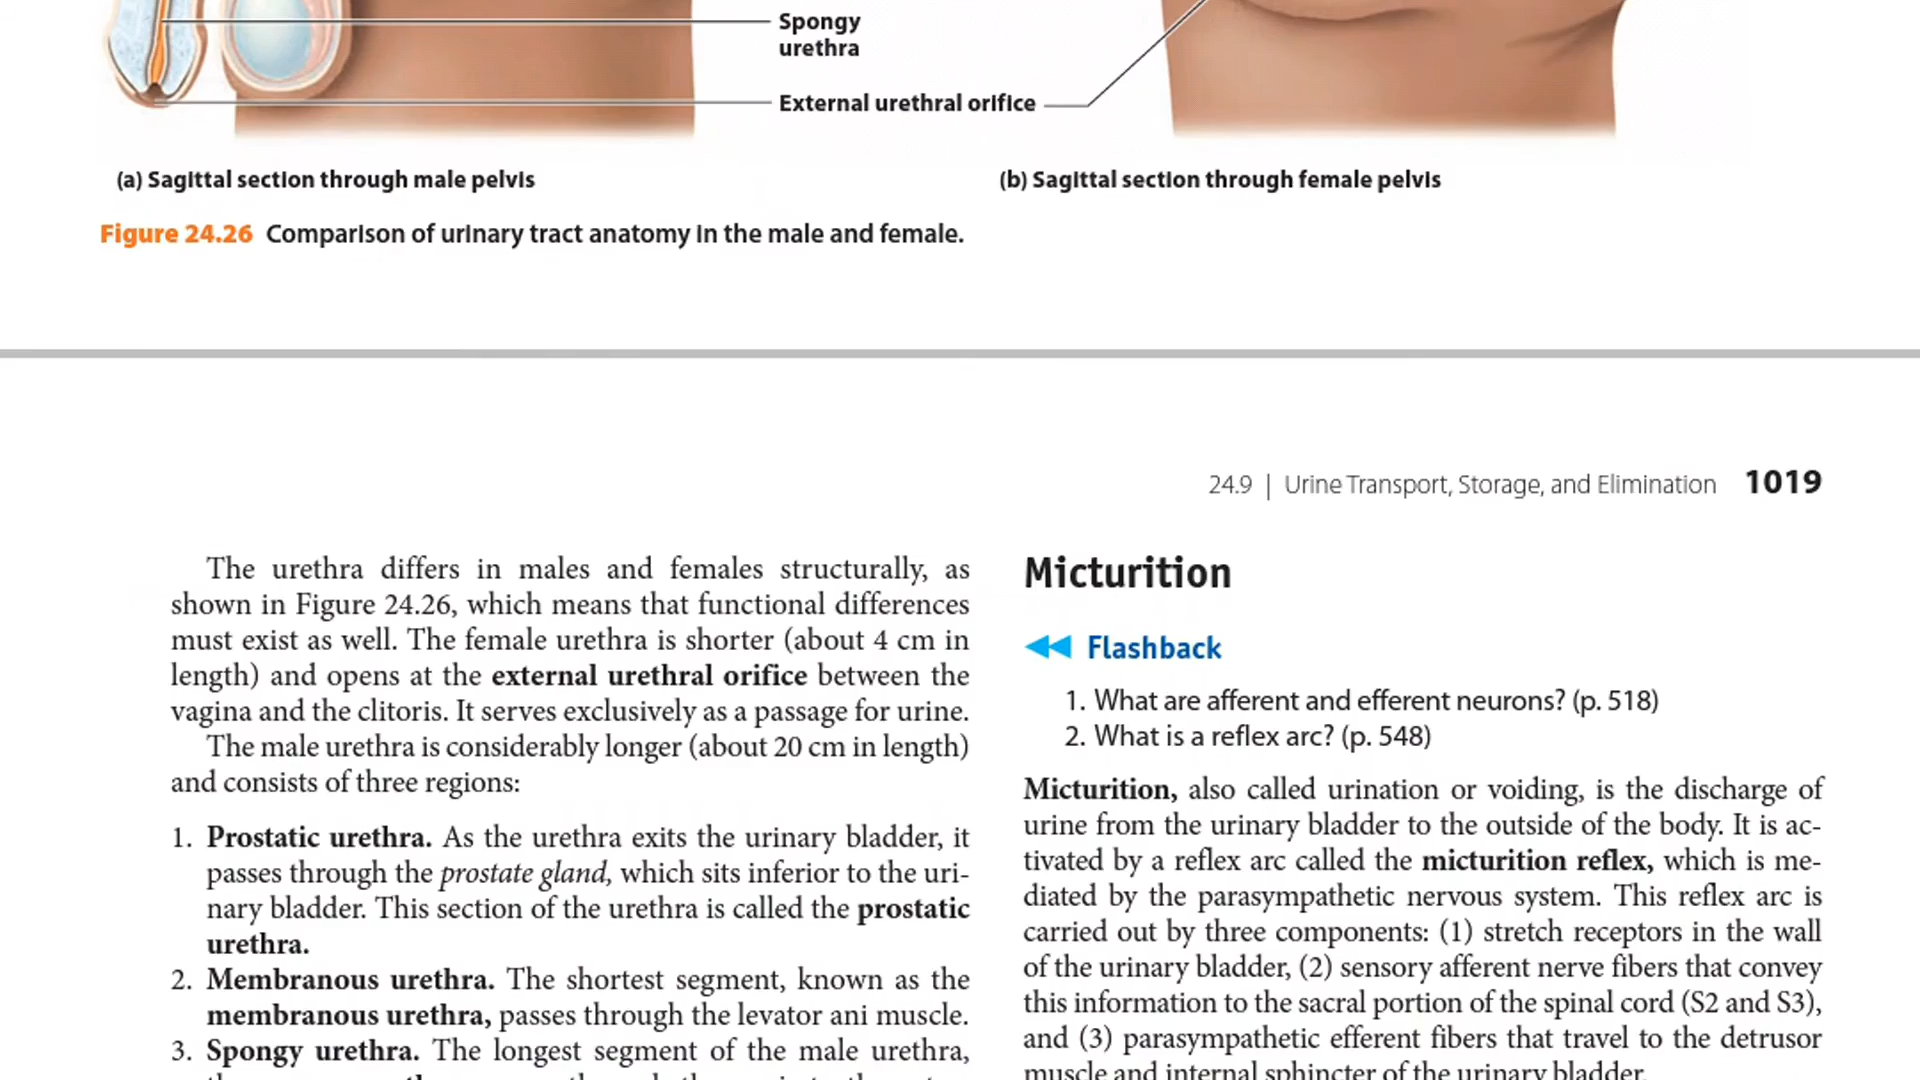 Spongy
urethra
External urethral orifice
(a) Sagittal section through male pelvis
(b) Sagittal section through female pelvis
Figure 24.26 Comparison of urinary tract anatomy in the male and female.
24.9 | Urine Transport, Storage, and Elimination 1019
The urethra differs in males and females structurally, as
shown in Figure 24.26, which means that functional differences
must exist as well. The female urethra is shorter (about 4 cm in
length) and opens at the external urethral orifice between the
vagina and the clitoris. It serves exclusively as a passage for urine.
The male urethra is considerably longer (about 20 cm in length)
and consists of three regions:
1. Prostatic urethra. As the urethra exits the urinary bladder, it
passes through the prostate gland, which sits inferior to the uri-
nary bladder. This section of the urethra is called the prostatic
urethra.
2. Membranous urethra. The shortest segment, known as the
membranous urethra, passes through the levator ani muscle.
3. Spongy urethra. The longest segment of the male urethra,
Micturition
Flashback
1. What are afferent and efferent neurons? (p. 518)
2. What is a reflex arc? (p. 548)
Micturition, also called urination or voiding, is the discharge of
urine from the urinary bladder to the outside of the body. It is ac-
tivated by a reflex arc called the micturition reflex, which is me-
diated by the parasympathetic nervous system. This reflex arc is
carried out by three components: (1) stretch receptors in the wall
of the urinary bladder, (2) sensory afferent nerve fibers that convey
this information to the sacral portion of the spinal cord (S2 and S3),
and (3) parasympathetic efferent fibers that travel to the detrusor
muscle and internal sphincter of the urinary bladder.